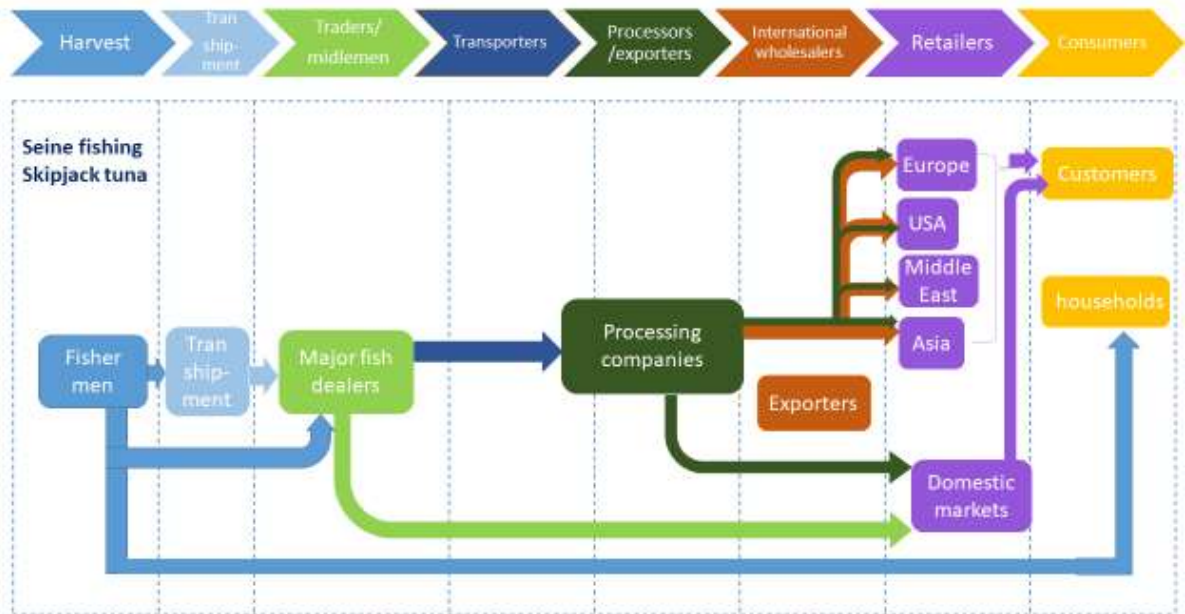 Harvest
Tran
ship-
ment
Traders/
midlemen
Transporters
Processors
/exporters
International
wholesalers
Retailers
Consumers
Seine fishing
Skipjack tuna
Europe
Customers
USA
Middle
East
households
Fisher
men
Tran
ship-
ment
Major fish
dealers
Processing
companies
Asia
Exporters
Domestic
markets